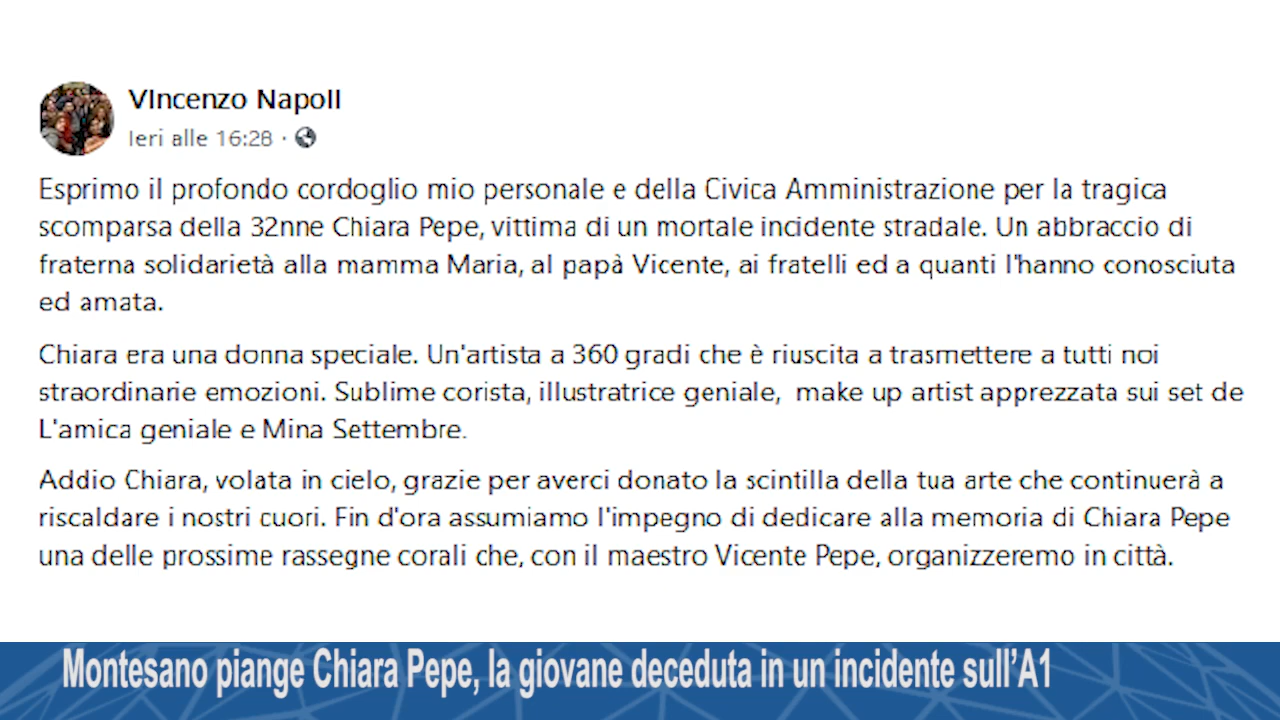 VIncenzo NapolI
Ieri alle 16:28 ·
Esprimo il profondo cordoglio mio personale e della Civica Amministrazione per la tragica
scomparsa della 32nne Chiara Pepe, vittima di un mortale incidente stradale. Un abbraccio di
fraterna solidarietà alla mamma Maria, al papà Vicente, ai fratelli ed a quanti l'hanno conosciuta
ed amata.
Chiara era una donna speciale. Un'artista a 360 gradi che è riuscita a trasmettere a tutti noi
straordinarie emozioni. Sublime corista, illustratrice geniale, make up artist apprezzata sui set de
L'amica geniale e Mina Settembre.
Addio Chiara, volata in cielo, grazie per averci donato la scintilla della tua arte che continuerà a
riscaldare i nostri cuori. Fin d'ora assumiamo l'impegno di dedicare alla memoria di Chiara Pepe
una delle prossime rassegne corali che, con il maestro Vicente Pepe, organizzeremo in città.
Montesano piange Chiara Pepe, la giovane deceduta in un incidente sull'A1